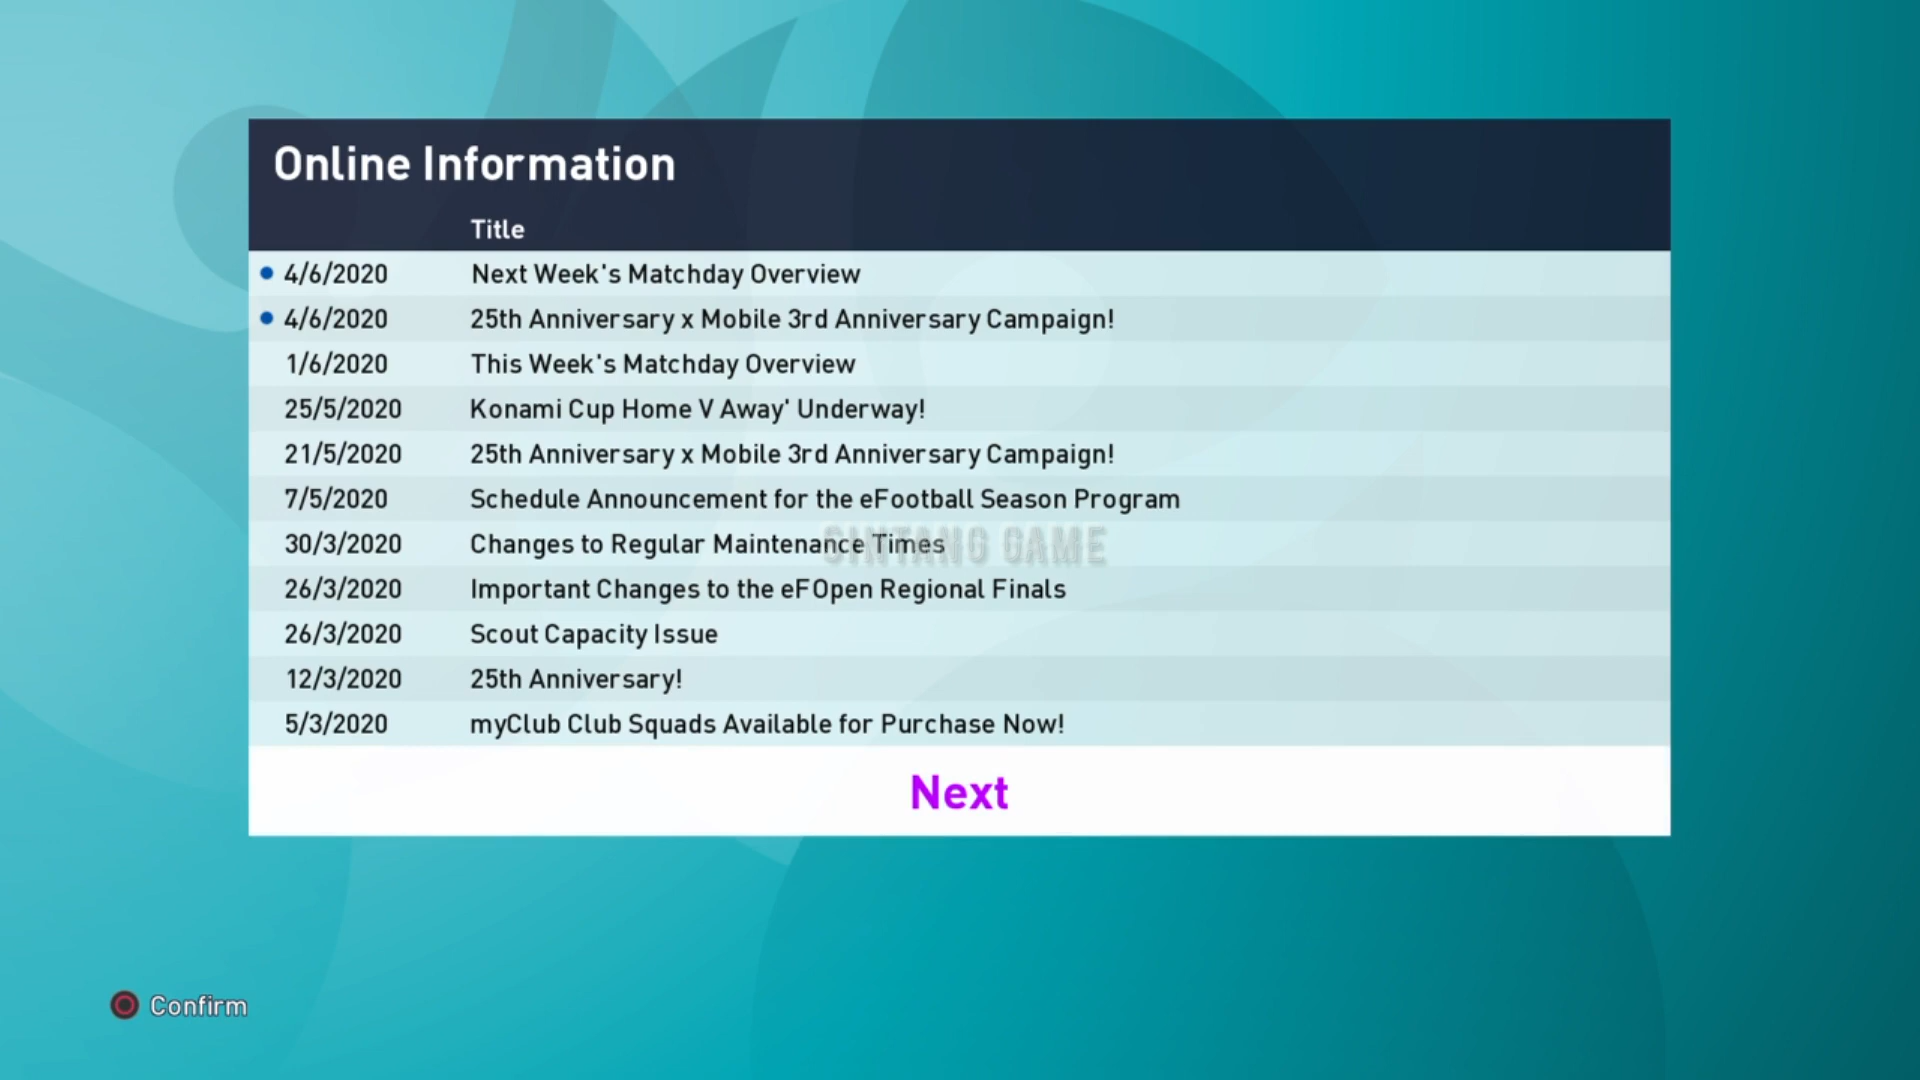 Online Information
Title
4/6/2020 Next Week's Matchday Overview
4/6/2020 25th Anniversary x Mobile 3rd Anniversary Campaign!
1/6/2020 This Week's Matchday Overview
25/5/2020 Konami Cup Home V Away' Underway!
21/5/2020 25th Anniversary x Mobile 3rd Anniversary Campaign!
7/5/2020 Schedule Announcement for the eFootball Season Program
30/3/2020 Changes to Regular Maintenance Times
SINTANG GAME
26/3/2020 Important Changes to the eFOpen Regional Finals
26/3/2020 Scout Capacity Issue
12/3/2020 25th Anniversary!
5/3/2020 myClub Club Squads Available for Purchase Now!
Next
Confirm